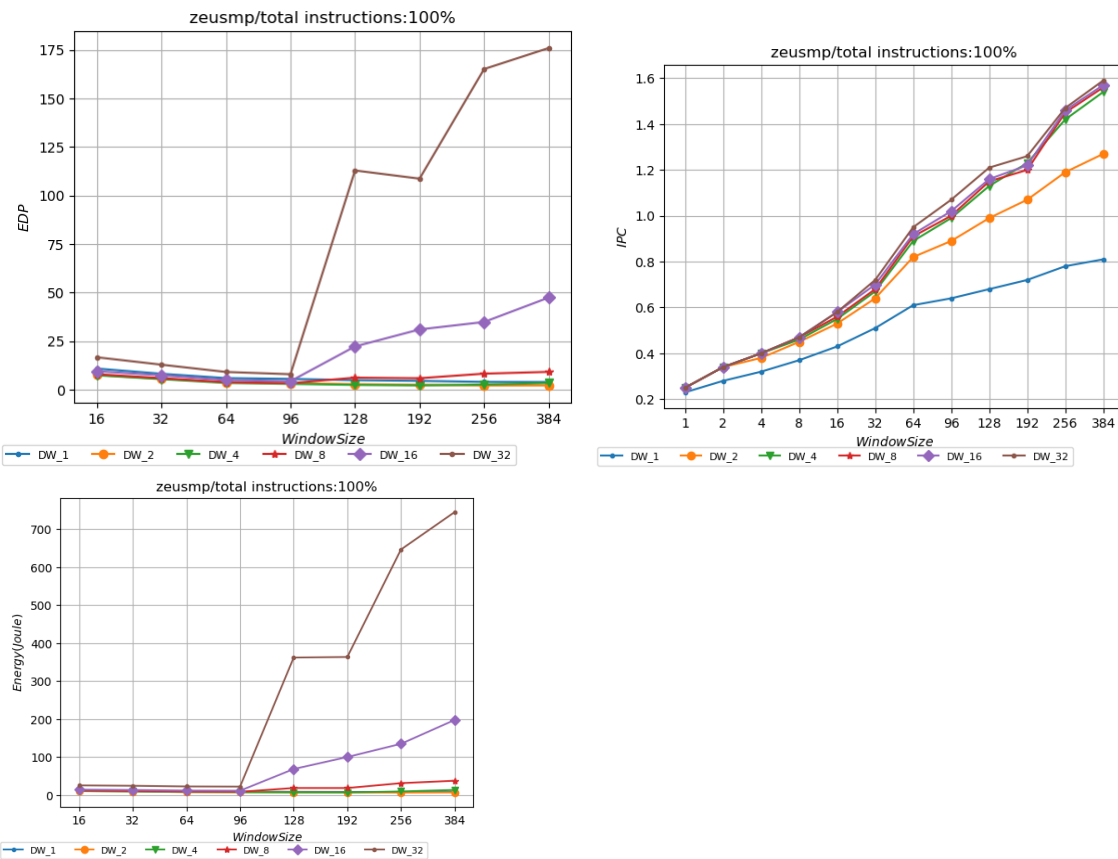 zeusmp/total instructions:100%
175
150
125
100
75
50
25
0
EDP
16 32 64 96 128 192 256 384
WindowSize
DW_1 DW_2 DW_4 DW_8 DW_16 DW_32
zeusmp/total instructions:100%
1.6
1.4
1.2
1.0
0.8
0.6
0.4
0.2
IPC
1 2 4 8 16 32 64 96 128 192 256 384
WindowSize
DW_1 DW_2 DW_4 DW_8 DW_16 DW_32
zeusmp/total instructions:100%
700
600
500
400
300
200
100
0
Energy(Joule)
16 32 64 96 128 192 256 384
WindowSize
DW_1 DW_2 DW_4 DW_8 DW_16 DW_32